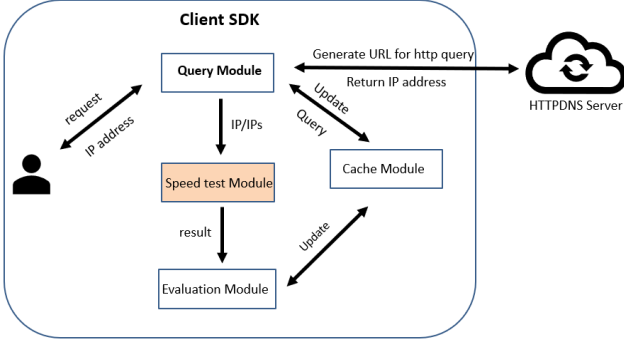 Client SDK
Generate URL for http query
Query Module
Return IP address
HTTPDNS Server
request
IP address
Update
Query
IP/IPs
Speed test Module
Cache Module
result
Update
Evaluation Module